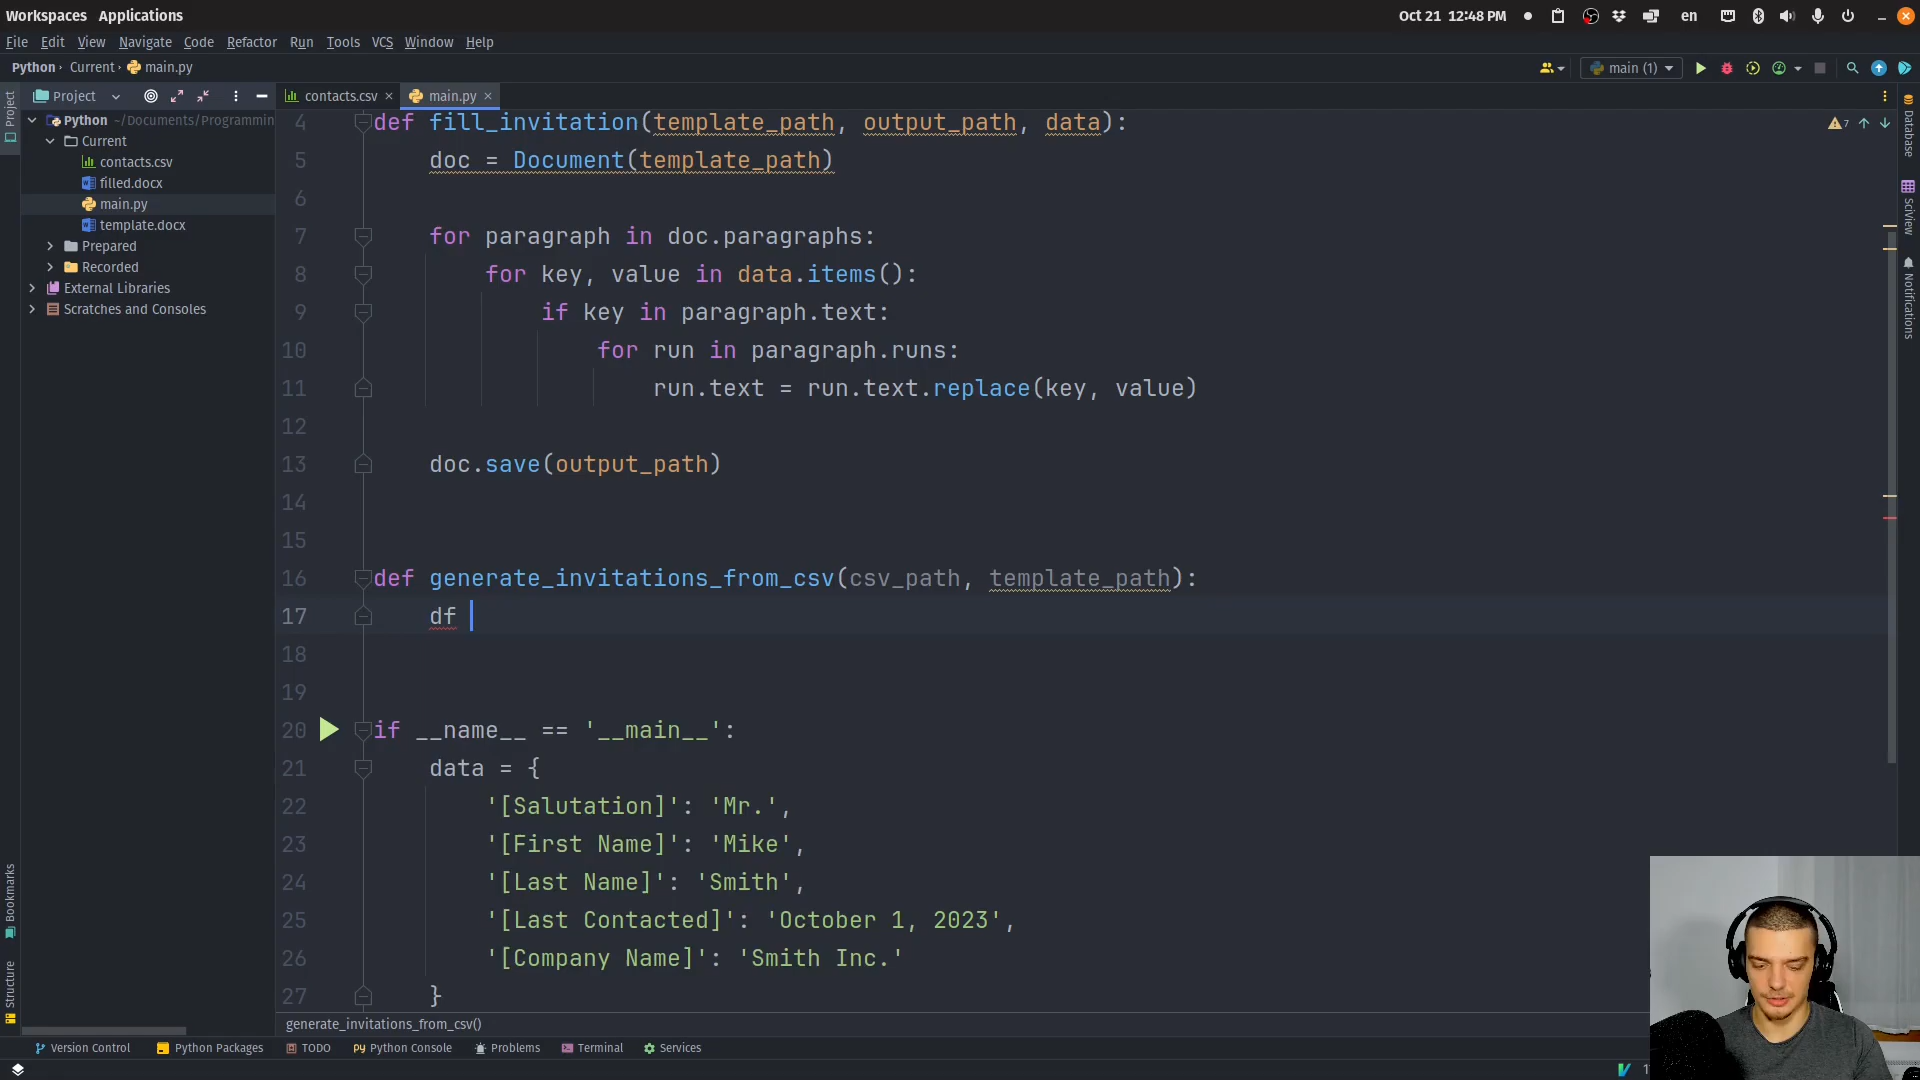 Workspaces Applications
Oct 21 12:48 PM
en
File Edit View Navigate Code Refactor Run Tools VCS Window Help
Python Current main.py
main (1)
Project
contacts.csv
main.py
Python ~/Documents/Programmin
Current
contacts.csv
filled.docx
main.py
template.docx
Prepared
Recorded
External Libraries
Scratches and Consoles
Project
Bookmarks
Structure
Database
SciView
Notifications
7
4 def fill_invitation(template_path, output_path, data):
5 doc = Document(template_path)
6
7 for paragraph in doc.paragraphs:
8 for key, value in data.items():
9 if key in paragraph.text:
10 for run in paragraph.runs:
11 run.text = run.text.replace(key, value)
12
13 doc.save(output_path)
14
15
16 def generate_invitations_from_csv(csv_path, template_path):
17 df
18
19
20 if __name__ == '__main__':
21 data = {
22 '[Salutation]': 'Mr.',
23 '[First Name]': 'Mike',
24 '[Last Name]': 'Smith',
25 '[Last Contacted]': 'October 1, 2023',
26 '[Company Name]': 'Smith Inc.'
27 }
generate_invitations_from_csv()
Version Control Python Packages TODO Python Console Problems Terminal Services